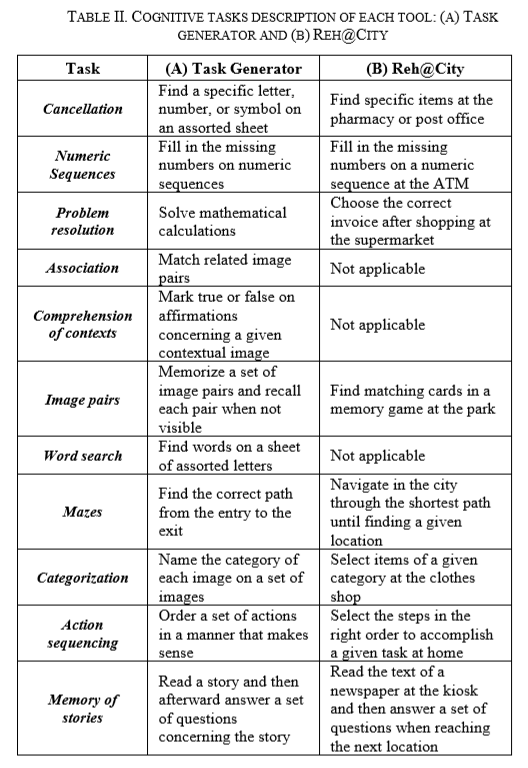 TABLE II. COGNITIVE TASKS DESCRIPTION OF EACH TOOL: (A) TASK
GENERATOR AND (B) REH@CITY
Task (A) Task Generator (B) Reh@City
Cancellation
Find a specific letter,
number, or symbol on
an assorted sheet
Find specific items at the
pharmacy or post office
Numeric
Sequences
Fill in the missing
numbers on numeric
sequences
Fill in the missing
numbers on a numeric
sequence at the ATM
Problem
resolution
Solve mathematical
calculations
Choose the correct
invoice after shopping at
the supermarket
Association
Match related image
pairs
Not applicable
Comprehension
of contexts
Mark true or false on
affirmations
concerning a given
contextual image
Not applicable
Image pairs
Memorize a set of
image pairs and recall
each pair when not
visible
Find matching cards in a
memory game at the park
Word search
Find words on a sheet
of assorted letters
Not applicable
Mazes
Find the correct path
from the entry to the
exit
Navigate in the city
through the shortest path
until finding a given
location
Categorization
Name the category of
each image on a set of
images
Select items of a given
category at the clothes
shop
Action
sequencing
Order a set of actions
in a manner that makes
sense
Select the steps in the
right order to accomplish
a given task at home
Memory of
stories
Read a story and then
afterward answer a set
of questions
concerning the story
Read the text of a
newspaper at the kiosk
and then answer a set of
questions when reaching
the next location